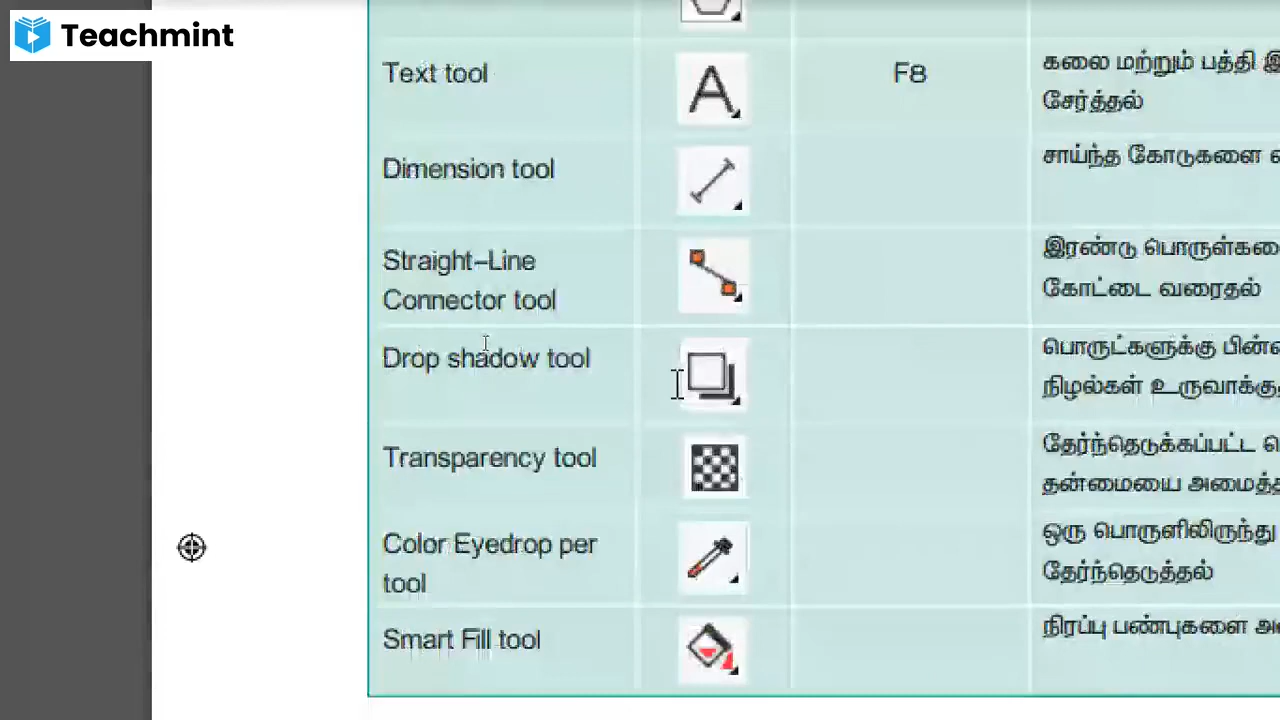 Teachmint
Text tool
F8
கலை மற்றும் பத்தி
சேர்த்தல்
Dimension tool
சாய்ந்த கோடுகளை
Straight–Line
Connector tool
இரண்டு
கோட்டை வரைதல்
Drop shadow tool
பொருட்களுக்கு
நிழல்கள்
Transparency tool
தேர்ந்தெடுக்கப்பட்ட
தன்மையை
Color Eyedrop per
tool
ஒரு பொருளிலிருந்து
தேர்ந்தெடுத்தல்
Smart Fill tool
நிரப்பு பண்புகளை